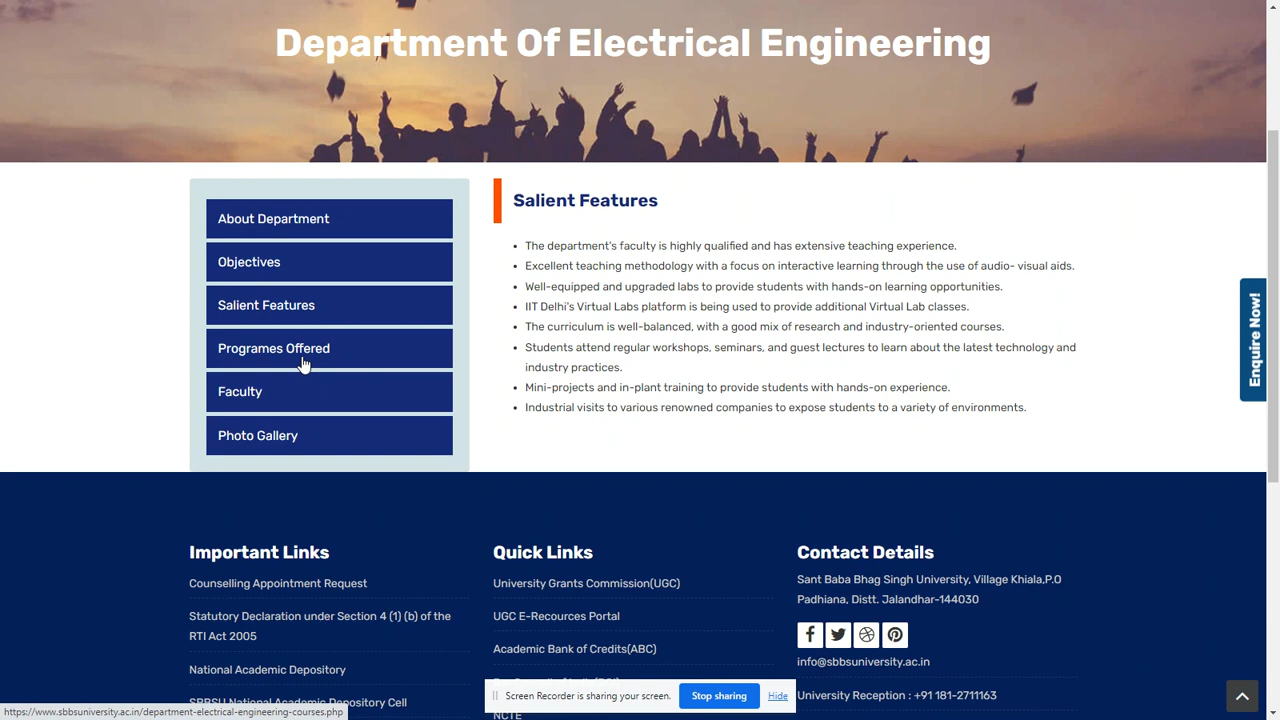 Department Of Electrical Engineering
About Department
Objectives
Salient Features
Programes Offered
Faculty
Photo Gallery
Salient Features
The department's faculty is highly qualified and has extensive teaching experience.
Excellent teaching methodology with a focus on interactive learning through the use of audio- visual aids.
Well-equipped and upgraded labs to provide students with hands-on learning opportunities.
IIT Delhi's Virtual Labs platform is being used to provide additional Virtual Lab classes.
The curriculum is well-balanced, with a good mix of research and industry-oriented courses.
Students attend regular workshops, seminars, and guest lectures to learn about the latest technology and
industry practices.
Mini-projects and in-plant training to provide students with hands-on experience.
Industrial visits to various renowned companies to expose students to a variety of environments.
Enquire Now!
Important Links
Counselling Appointment Request
Statutory Declaration under Section 4 (1) (b) of the
RTI Act 2005
National Academic Depository
SBBSU National Academic Depository Cell
Quick Links
University Grants Commission(UGC)
UGC E-Recources Portal
Academic Bank of Credits(ABC)
NCTE
Contact Details
Sant Baba Bhag Singh University, Village Khiala,P.O
Padhiana, Distt. Jalandhar-144030
info@sbbsuniversity.ac.in
University Reception : +91 181-2711163
Screen Recorder is sharing your screen.
Stop sharing
Hide
https://www.sbbsuniversity.ac.in/department-electrical-engineering-courses.php